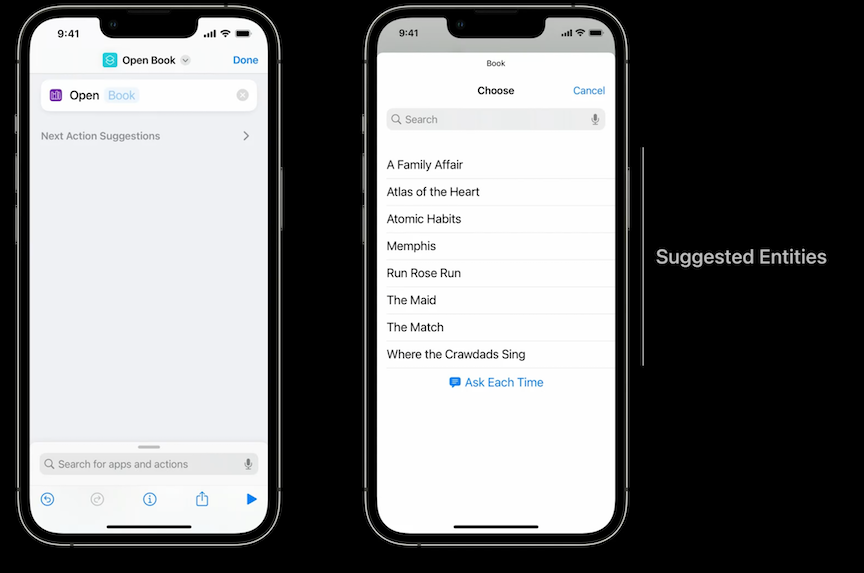 9:41
Open Book
Done
Open Book
Next Action Suggestions
Search for apps and actions
9:41
Book
Choose
Cancel
Search
A Family Affair
Atlas of the Heart
Atomic Habits
Memphis
Run Rose Run
The Maid
The Match
Where the Crawdads Sing
Ask Each Time
Suggested Entities